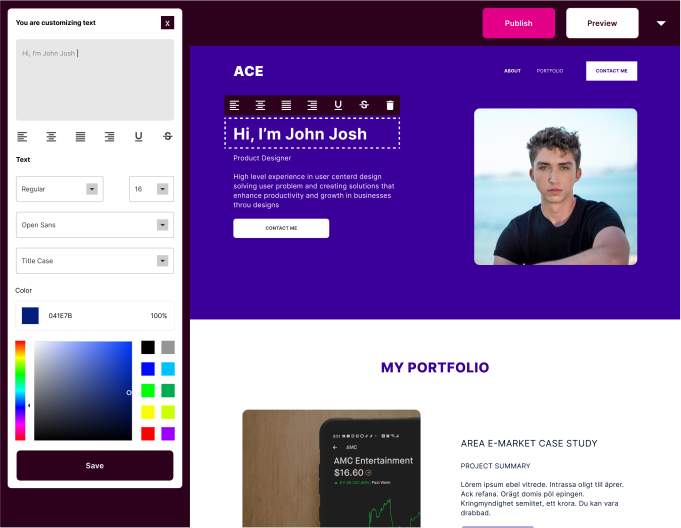 You are customizing text
X
Hi, I'm John Josh
Text
Regular
16
Open Sans
Title Case
Color
041E7B
100%
Save
Publish
Preview
ACE
ABOUT
PORTFOLIO
CONTACT ME
Hi, I'm John Josh
Product Designer
High level experience in user centerd design
solving user problem and creating solutions that
enhance productivity and growth in businesses
throu designs
CONTACT ME
MY PORTFOLIO
AMC
AMC Entertainment
$16.60
Past Week
AREA E-MARKET CASE STUDY
PROJECT SUMMARY
Lörem ipsum ebel vitrede. Intrassa oligt till äprer.
Ack refana. Orägt domis pöl epingen.
Kringmyndighet semlitet, ett krora. Du kan vara
drabbad.